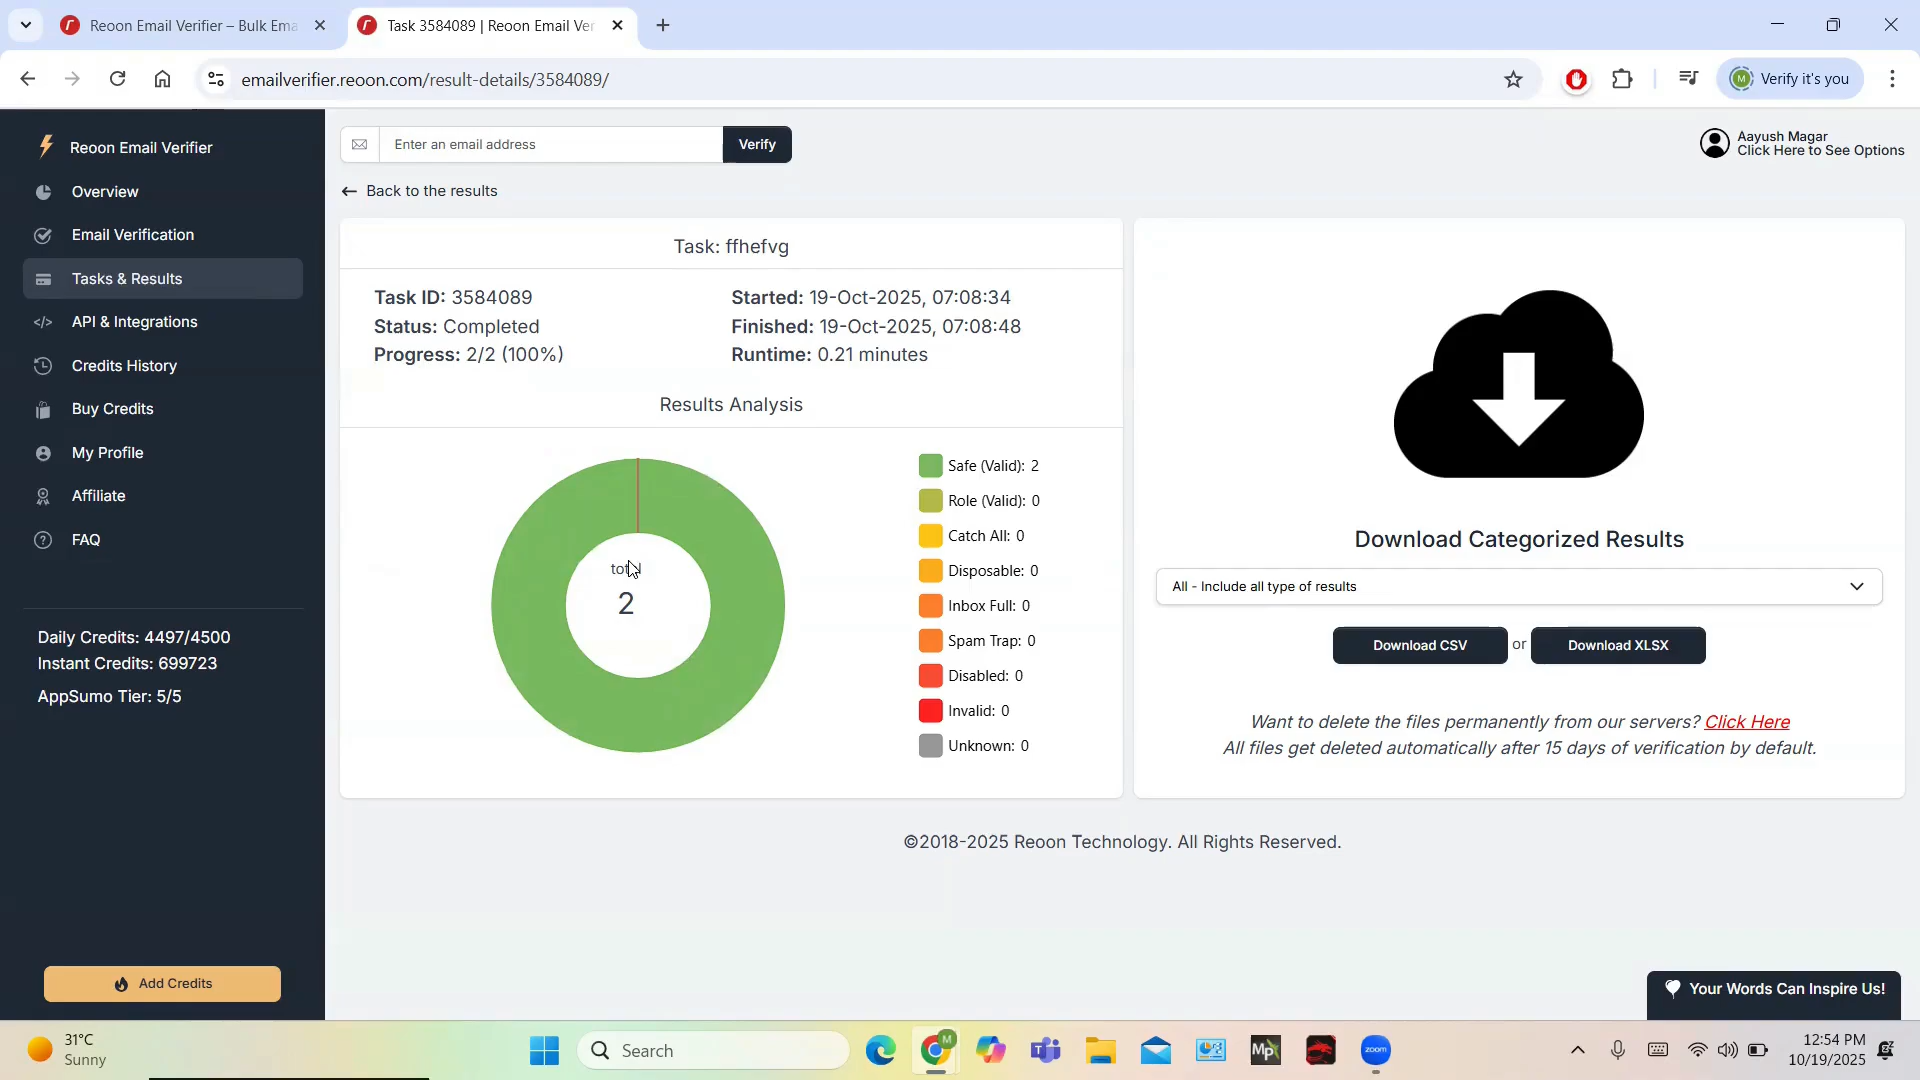 Reoon Email Verifier – Bulk Ema
Task 3584089 | Reoon Email Ver
emailverifier.reoon.com/result-details/3584089/
Verify it's you
Reoon Email Verifier
Overview
Email Verification
Tasks & Results
API & Integrations
Credits History
Buy Credits
My Profile
Affiliate
FAQ
Daily Credits: 4497/4500
Instant Credits: 699723
AppSumo Tier: 5/5
Add Credits
Enter an email address
Verify
Aayush Magar
Click Here to See Options
Back to the results
Task: ffhefvg
Task ID: 3584089
Status: Completed
Progress: 2/2 (100%)
Started: 19-Oct-2025, 07:08:34
Finished: 19-Oct-2025, 07:08:48
Runtime: 0.21 minutes
Results Analysis
total
2
Safe (Valid): 2
Role (Valid): 0
Catch All: 0
Disposable: 0
Inbox Full: 0
Spam Trap: 0
Disabled: 0
Invalid: 0
Unknown: 0
Download Categorized Results
All - Include all type of results
Download CSV or Download XLSX
Want to delete the files permanently from our servers? Click Here
All files get deleted automatically after 15 days of verification by default.
©2018-2025 Reoon Technology. All Rights Reserved.
Your Words Can Inspire Us!
31°C
Sunny
Search
zoom
12:54 PM
10/19/2025